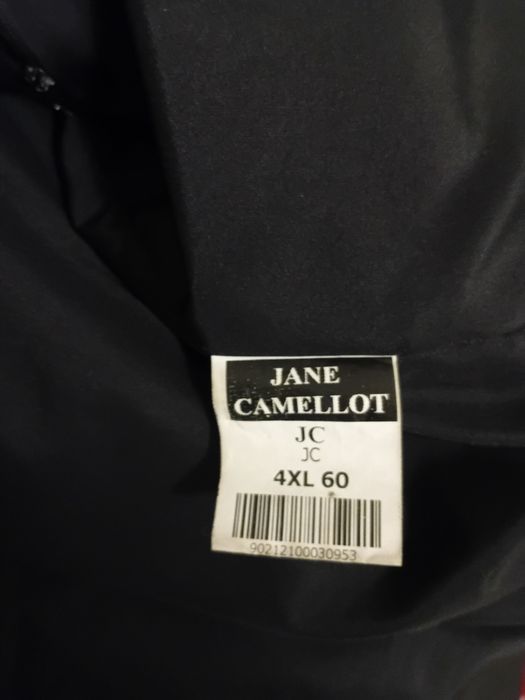 JANE
CAMELLOT
JC
JC
4XL 60
90212100030953